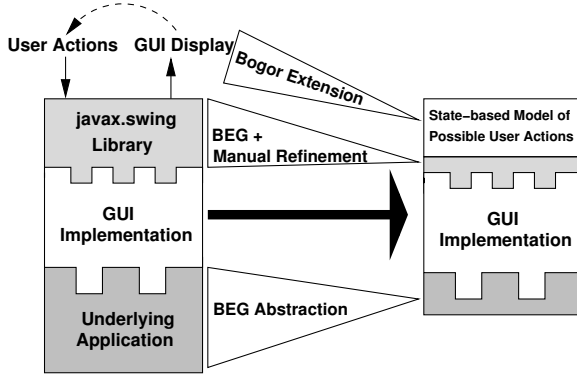 User Actions
GUI Display
javax.swing
Library
GUI
Implementation
Underlying
Application
Bogor Extension
BEG +
Manual Refinement
BEG Abstraction
State-based Model of
Possible User Actions
GUI
Implementation